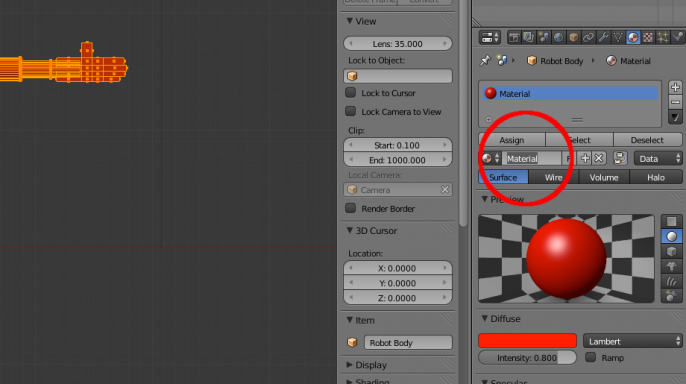 Convert
View
Lens: 35.000
Lock to Object:
Lock to Cursor
Lock Camera to View
Clip:
Start: 0.100
End: 1000.000
Local Camera:
Camera
Render Border
3D Cursor
Location:
X: 0.0000
Y: 0.0000
Z: 0.0000
Item
Robot Body
Display
Shading
Robot Body
Material
Material
Assign
Select
Deselect
Material
F
Data
Surface
Wire
Volume
Halo
Preview
Diffuse
Lambert
Intensity: 0.800
Ramp
Specular